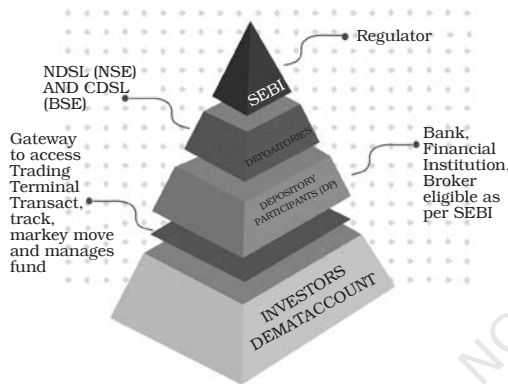 Regulator
SEBI
NDSL (NSE)
AND CDSL
(BSE)
DEPOAITORIES
Gateway
to access
Trading
Terminal
Transact,
track,
markey move
and manages
fund
Bank,
Financial
Institution,
Broker
eligible as
per SEBI
DEPOSITORY
PARTICIPANTS (DP)
INVESTORS
DEMATACCOUNT